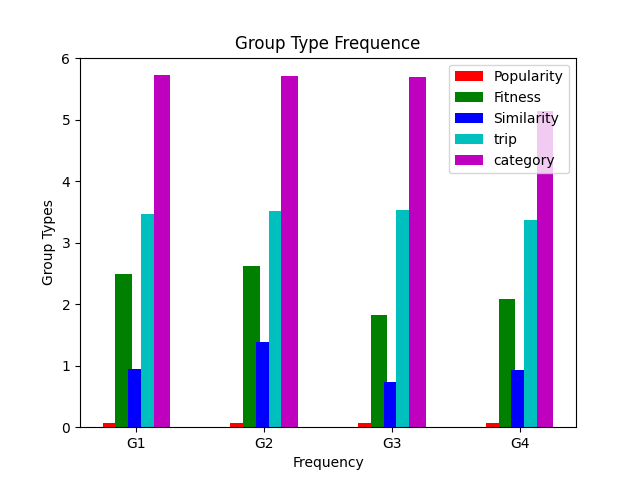 Group Type Frequence
Popularity
Fitness
Similarity
trip
category
6
5
4
3
2
1
0
Group Types
G1 G2 G3 G4
Frequency